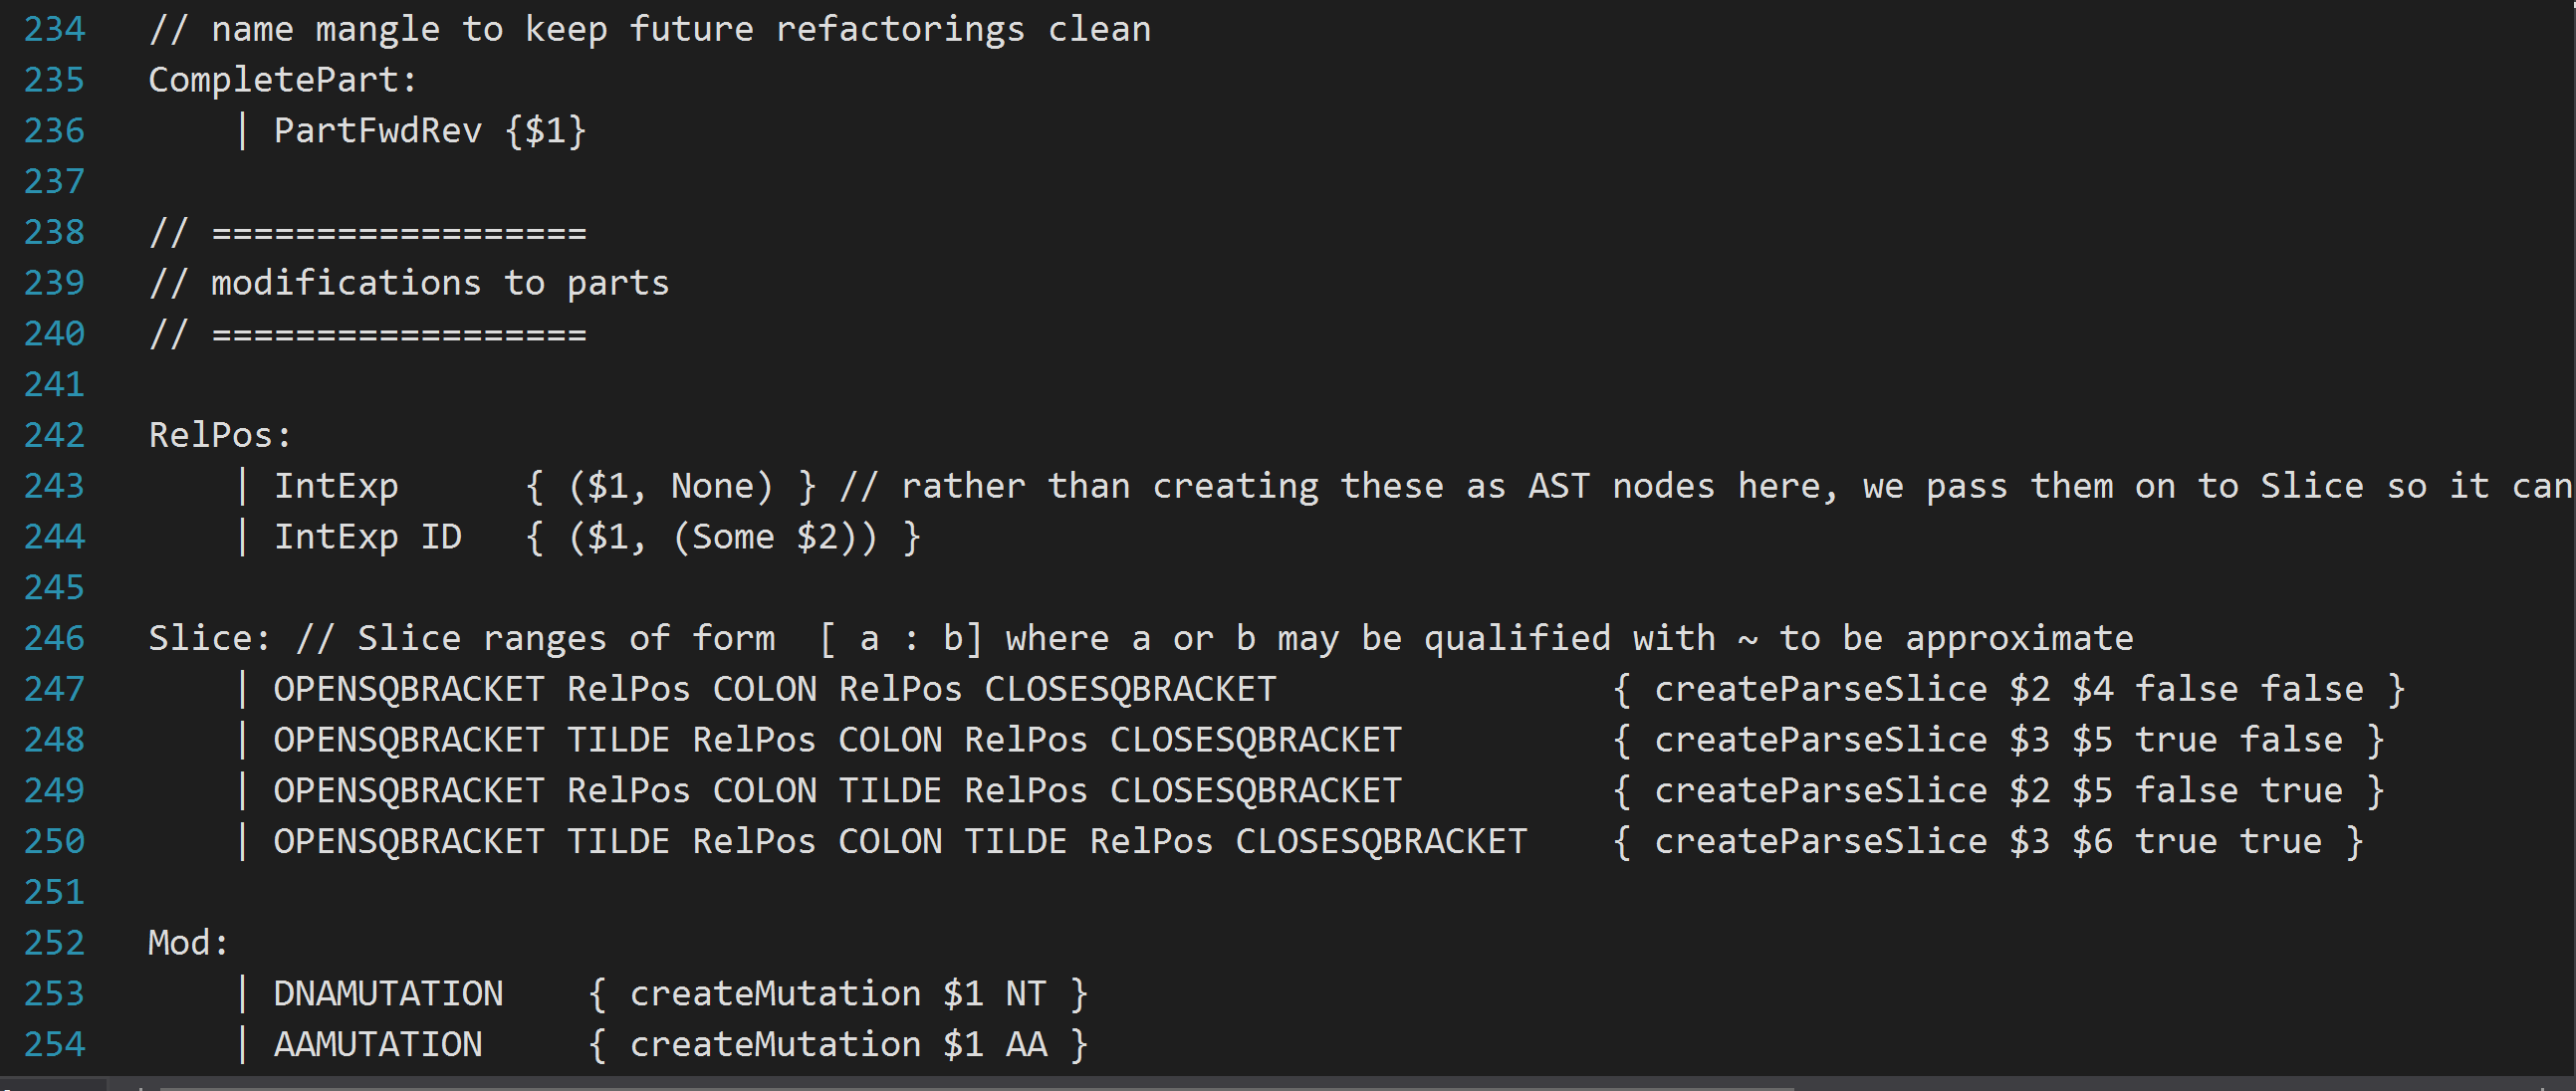 234 // name mangle to keep future refactorings clean
235 CompletePart:
236     | PartFwdRev {$1}
237
238 // ==================
239 // modifications to parts
240 // ==================
241
242 RelPos:
243     | IntExp      { ($1, None) } // rather than creating these as AST nodes here, we pass them on to Slice so it can
244     | IntExp ID   { ($1, (Some $2)) }
245
246 Slice: // Slice ranges of form  [ a : b] where a or b may be qualified with ~ to be approximate
247     | OPENSQBRACKET RelPos COLON RelPos CLOSESQBRACKET                { createParseSlice $2 $4 false false }
248     | OPENSQBRACKET TILDE RelPos COLON RelPos CLOSESQBRACKET          { createParseSlice $3 $5 true false }
249     | OPENSQBRACKET RelPos COLON TILDE RelPos CLOSESQBRACKET          { createParseSlice $2 $5 false true }
250     | OPENSQBRACKET TILDE RelPos COLON TILDE RelPos CLOSESQBRACKET    { createParseSlice $3 $6 true true }
251
252 Mod:
253     | DNAMUTATION    { createMutation $1 NT }
254     | AAMUTATION     { createMutation $1 AA }